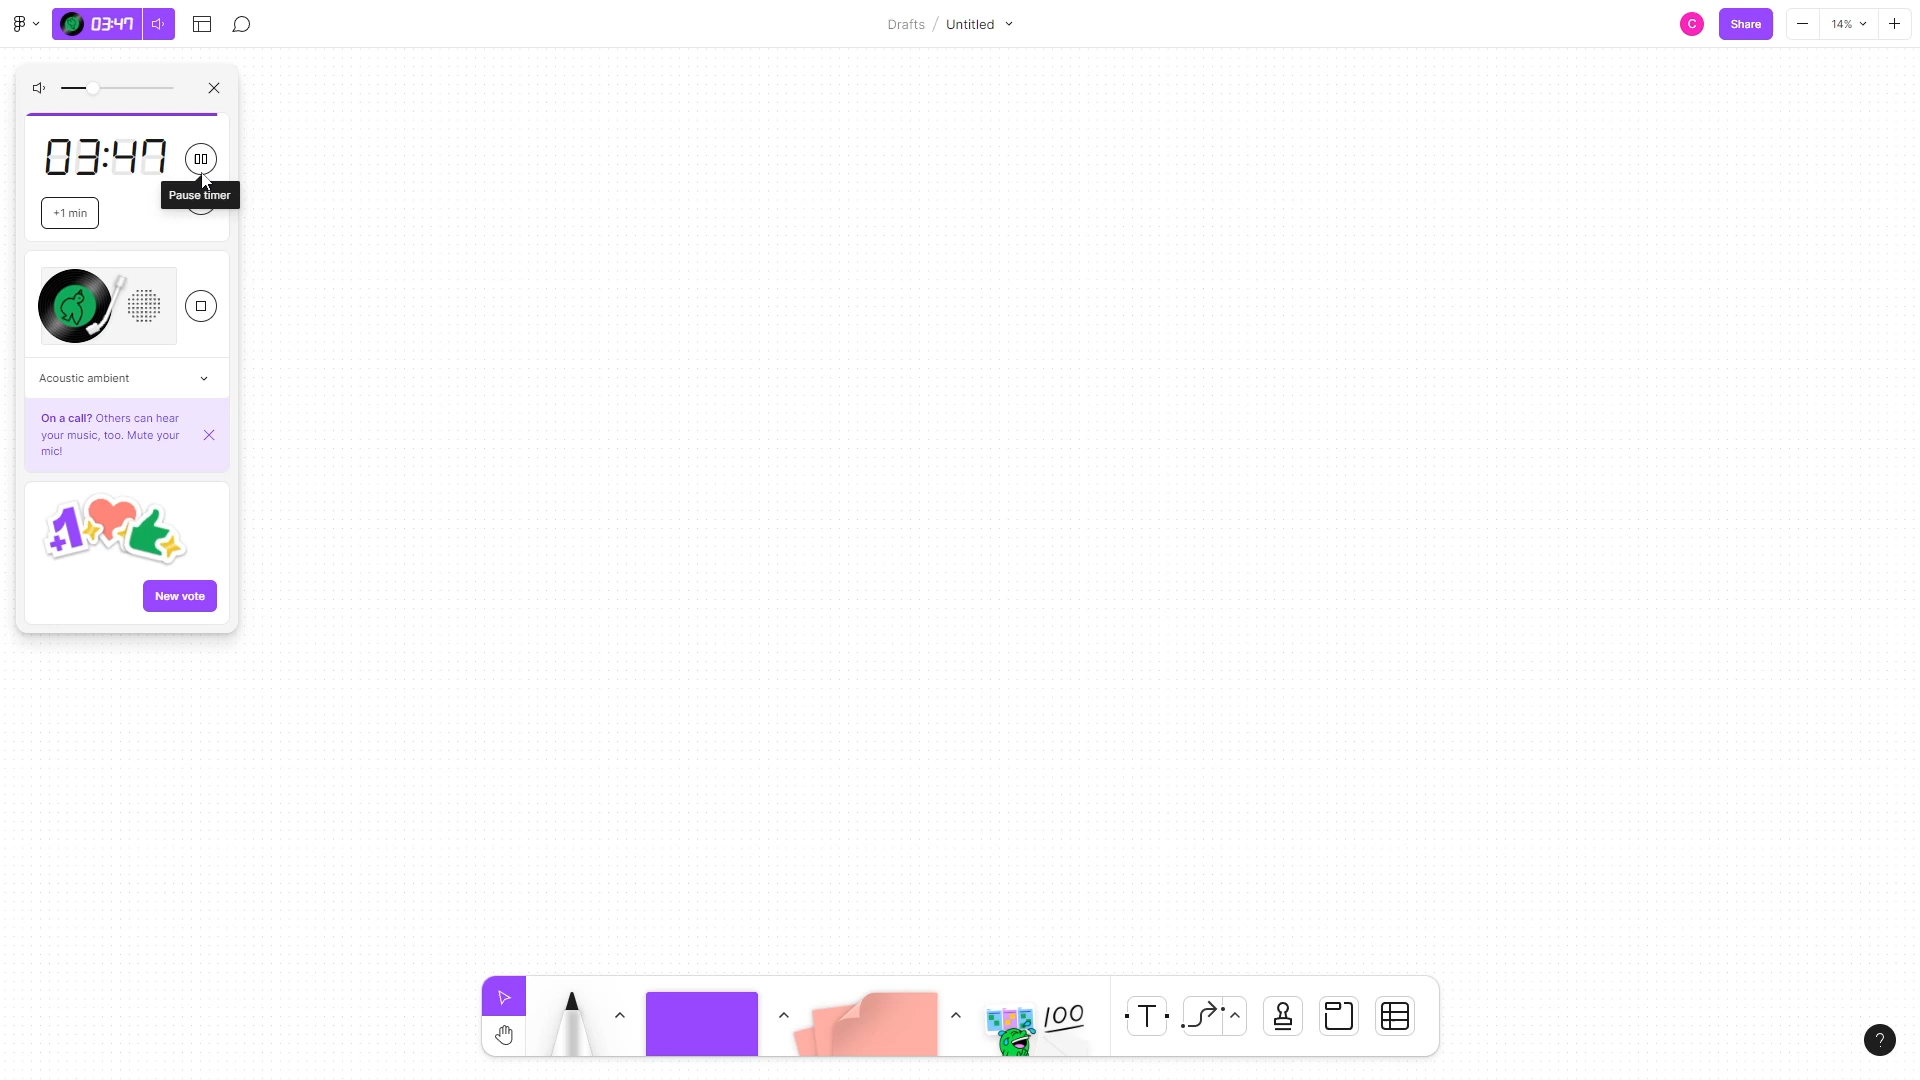 03:47
Drafts / Untitled
C
Share
14%
03:47
Pause timer
+1 min
Acoustic ambient
On a call? Others can hear
your music, too. Mute your
mic!
+1
New vote
100
T
?